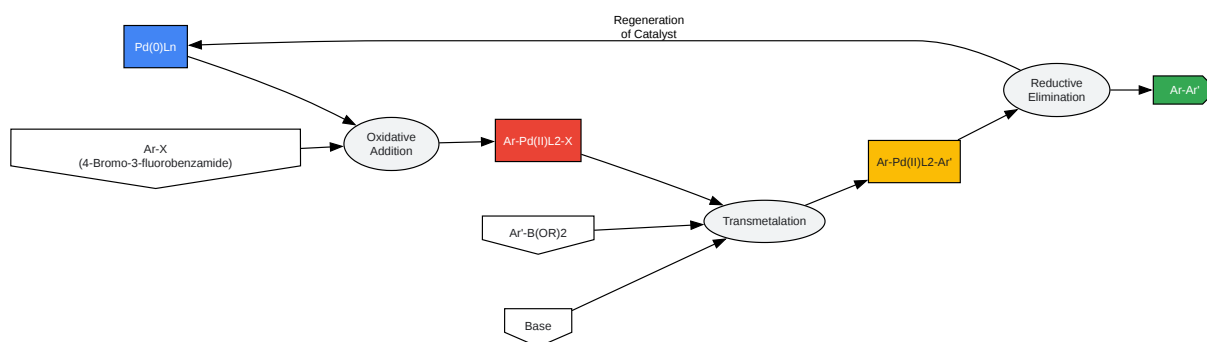 Regeneration
of Catalyst
Pd(0)Ln
Reductive
Elimination
Ar-Ar'
Oxidative
Addition
Ar-Pd(II)L2-X
Ar-X
(4-Bromo-3-fluorobenzamide)
Ar-Pd(II)L2-Ar'
Transmetalation
Ar'-B(OR)2
Base